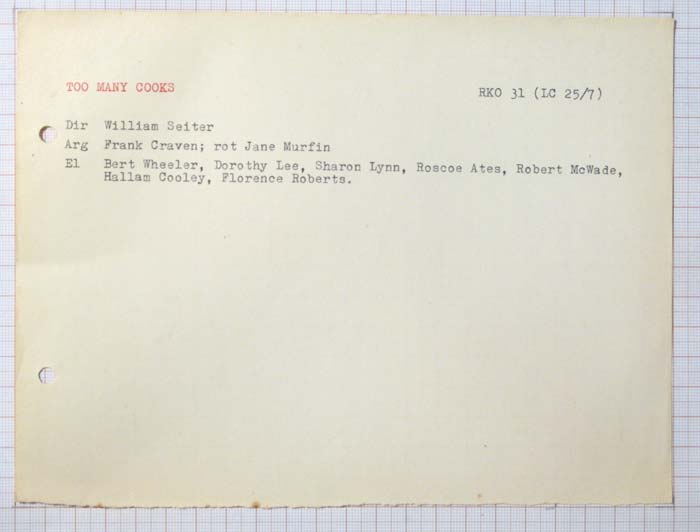 TOO MANY COOKS RKO 31 (LC 25/7)
Dir William Seiter
Arg Frank Craven; rot Jane Murfin
El Bert Wheeler, Dorothy Lee, Sharon Lynn, Roscoe Ates, Robert McWade,
Hallam Cooley, Florence Roberts.